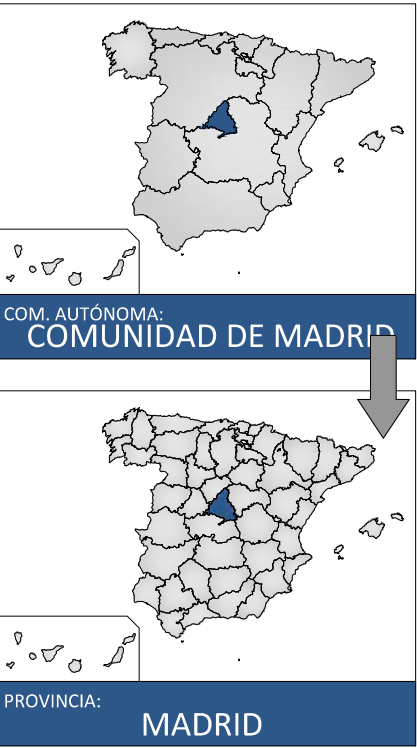 COM. AUTÓNOMA:
COMUNIDAD DE MADRID
PROVINCIA:
MADRID